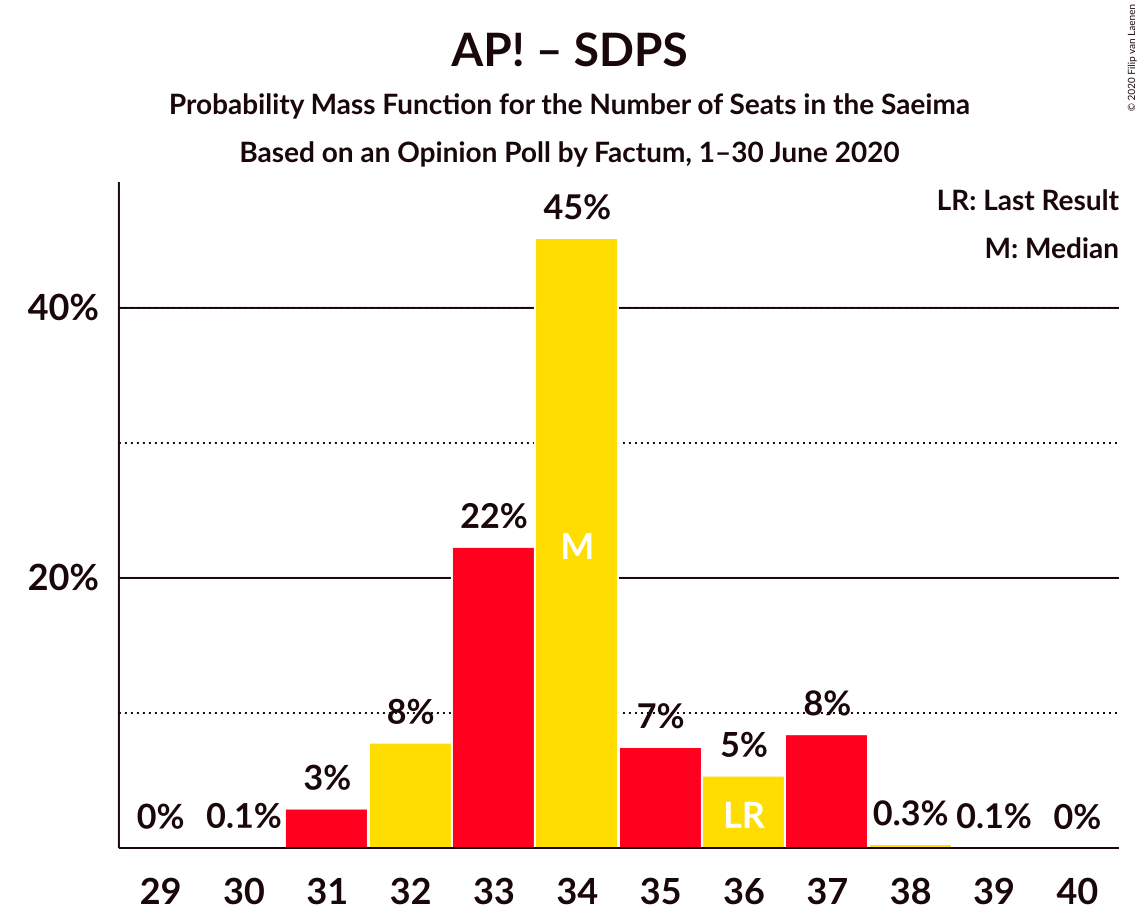 AP! – SDPS
Probability Mass Function for the Number of Seats in the Saeima
Based on an Opinion Poll by Factum, 1–30 June 2020
© 2020 Filip van Laenen
LR: Last Result
M: Median
40%
20%
0%
0.1%
3%
8%
22%
45%
7%
5%
8%
0.3%
0.1%
0%
M
LR
29 30 31 32 33 34 35 36 37 38 39 40